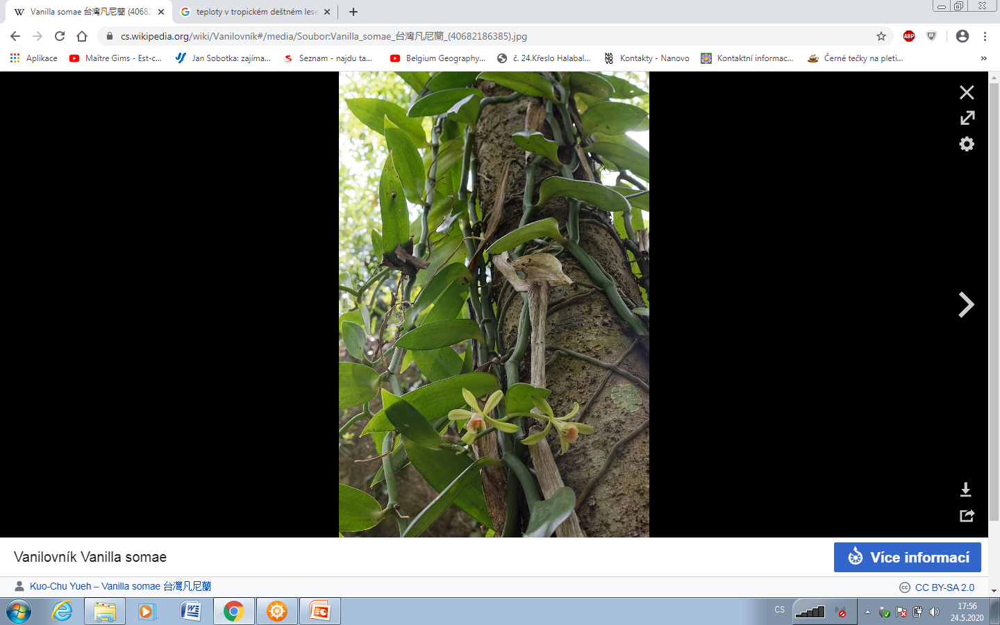 Vanilla somae 台灣凡尼蘭 (40682
teploty v tropickém deštném lese
cs.wikipedia.org/wiki/Vanilovník#/media/Soubor:Vanilla_somae_台灣凡尼蘭_(40682186385).jpg
ABP
Aplikace
Maître Gims - Est-c...
Jan Sobotka: zajíma...
Seznam - najdu ta...
Belgium Geography...
č. 24.Křeslo Halabal...
Kontakty - Nanovo
Kontaktní informac...
Černé tečky na pleti...
»
Vanilovník Vanilla somae
Více informací
Kuo-Chu Yueh – Vanilla somae 台灣凡尼蘭
CC BY-SA 2.0
CS
17:56
24.5.2020